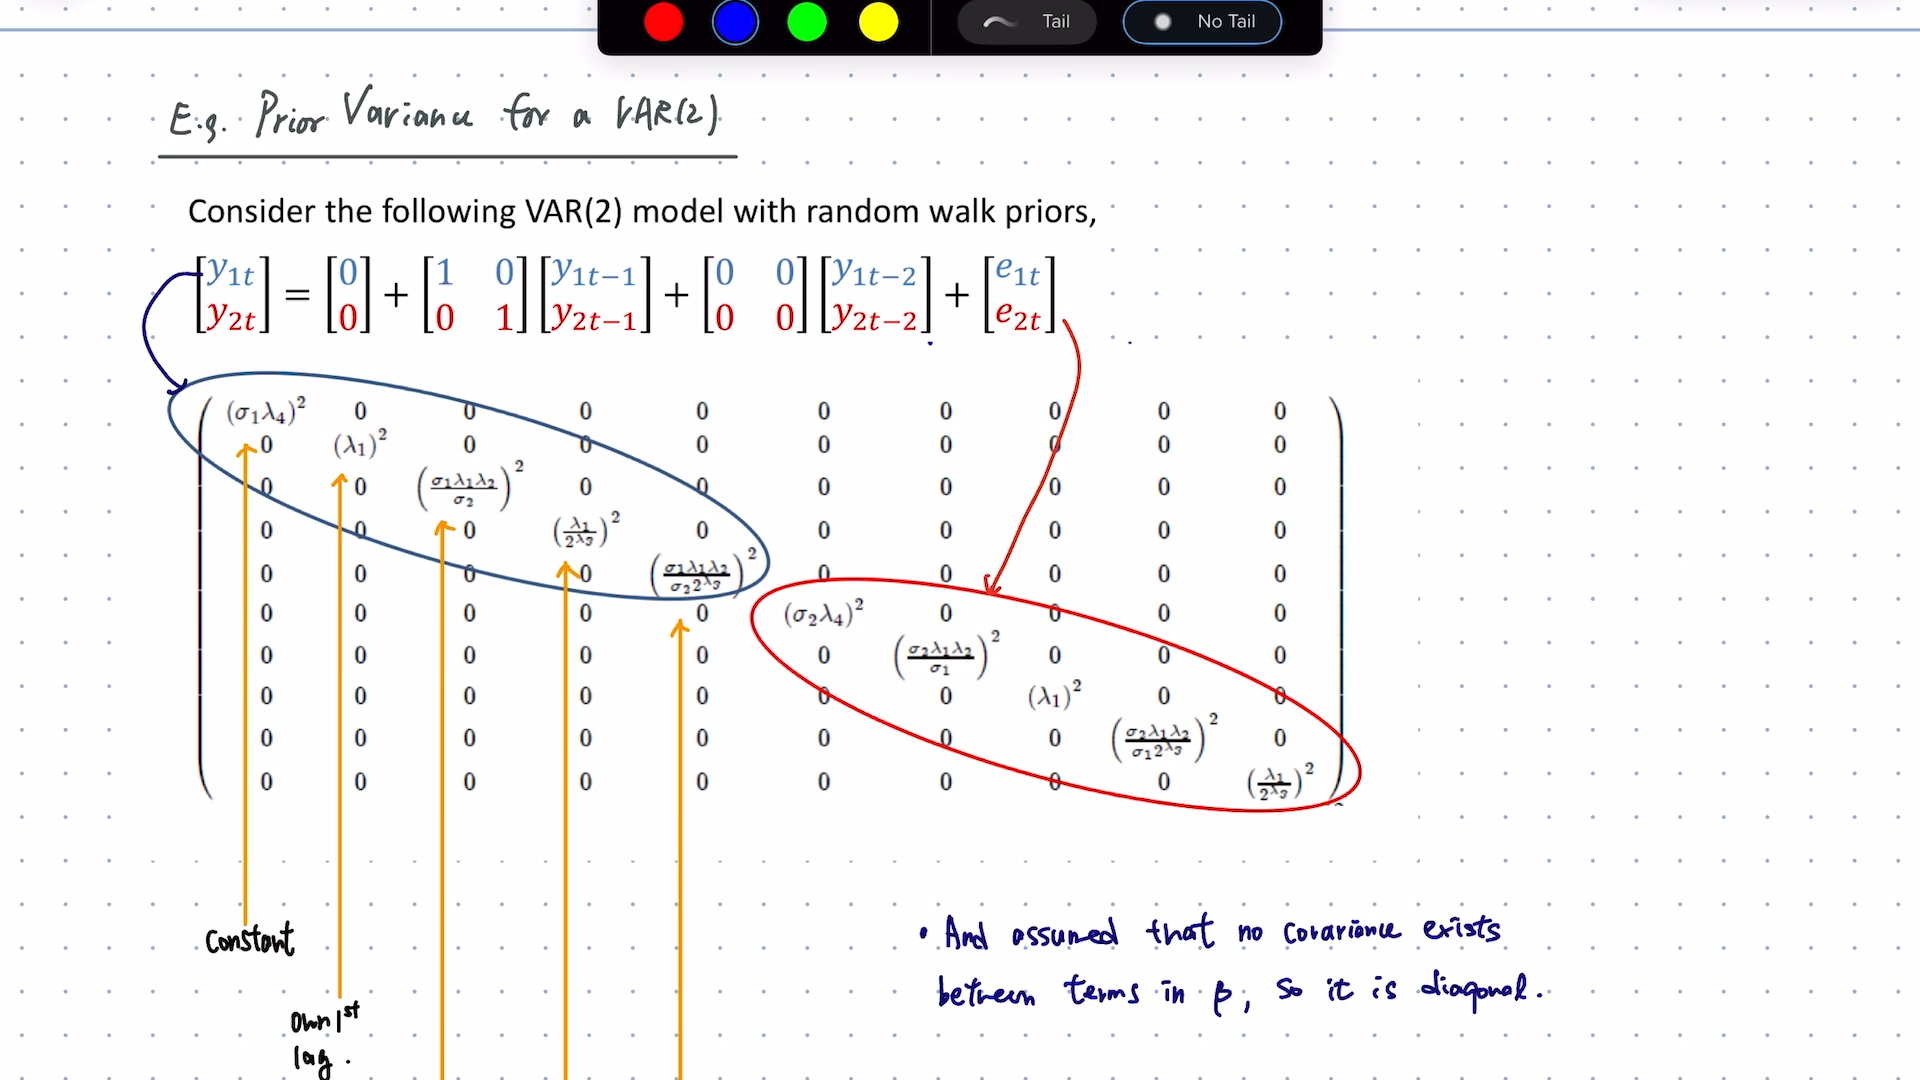 Tail No Tail
E.g. Prior Variance for a VAR(2)
Consider the following VAR(2) model with random walk priors,
[y₁t; y₂t] = [0; 0] + [1 0; 0 1] [y₁t−1; y₂t−1] + [0 0; 0 0] [y₁t−2; y₂t−2] + [e₁t; e₂t]
(σ₁λ₄)² 0 0 0 0 0 0 0 0 0
0 (λ₁)² 0 0 0 0 0 0 0 0
0 0 (σ₁λ₁λ₂/σ₂)² 0 0 0 0 0 0 0
0 0 0 (λ₁/2^λ₃)² 0 0 0 0 0 0
0 0 0 0 (σ₁λ₁λ₂/σ₂2^λ₃)² 0 0 0 0 0
0 0 0 0 0 (σ₂λ₄)² 0 0 0 0
0 0 0 0 0 0 (σ₂λ₁λ₂/σ₁)² 0 0 0
0 0 0 0 0 0 0 (λ₁)² 0 0
0 0 0 0 0 0 0 0 (σ₂λ₁λ₂/σ₁2^λ₃)² 0
0 0 0 0 0 0 0 0 0 (λ₁/2^λ₃)²
Constant
Own 1st
lag.
• And assumed that no covariance exists
between terms in β, so it is diagonal.